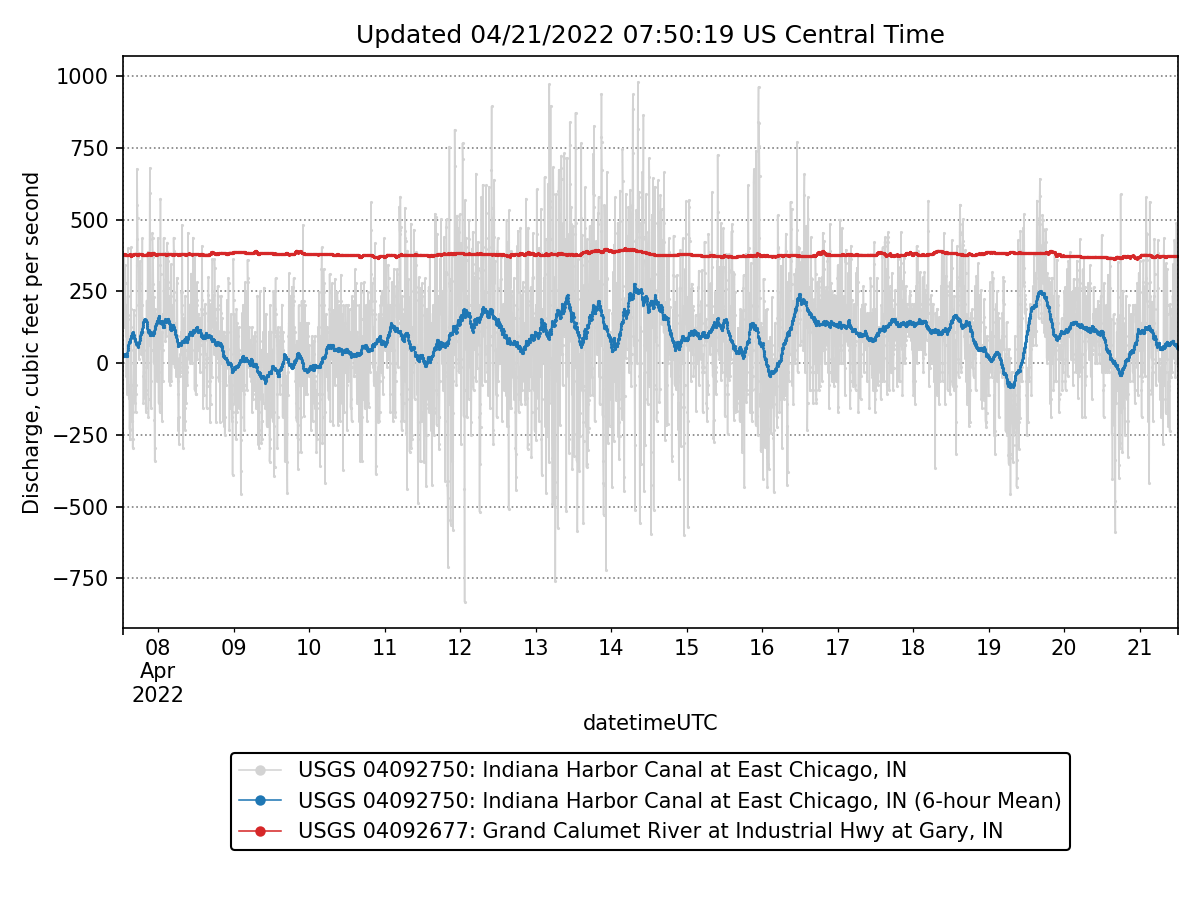 Updated 04/21/2022 07:50:19 US Central Time
Discharge, cubic feet per second
1000
750
500
250
0
−250
−500
−750
08 09 10 11 12 13 14 15 16 17 18 19 20 21
Apr
2022
datetimeUTC
USGS 04092750: Indiana Harbor Canal at East Chicago, IN
USGS 04092750: Indiana Harbor Canal at East Chicago, IN (6-hour Mean)
USGS 04092677: Grand Calumet River at Industrial Hwy at Gary, IN